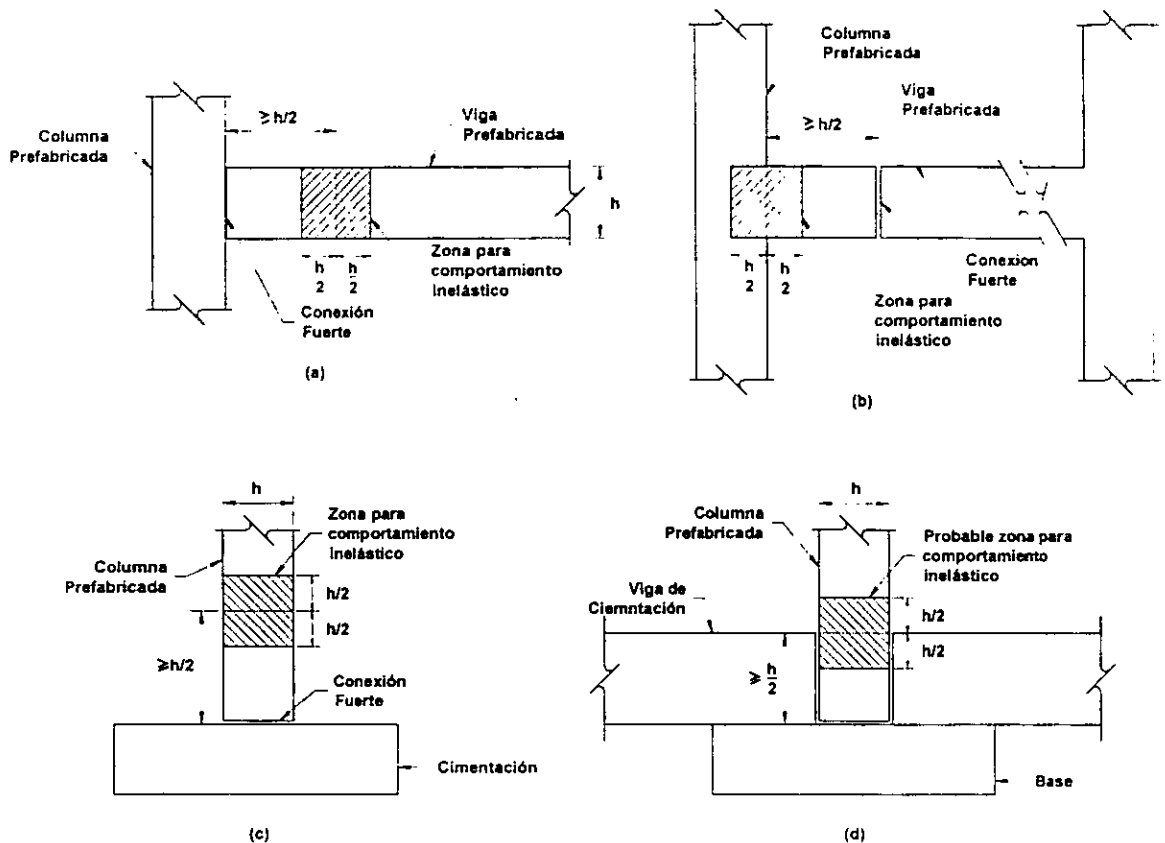 Columna
Prefabricada
≥ h/2
Viga
Prefabricada
h
h
2
h
2
Zona para
comportamiento
Inelástico
Conexión
Fuerte
(a)
Columna
Prefabricada
Viga
Prefabricada
≥ h/2
h
2
h
2
Conexion
Fuerte
Zona para
comportamiento
inelástico
(b)
h
Zona para
comportamiento
Inelástico
Columna
Prefabricada
h/2
h/2
≥h/2
Conexión
Fuerte
Cimentación
(c)
h
Columna
Prefabricada
Probable zona para
comportamiento
inelástico
Viga de
Ciemntación
h/2
h/2
≥ h
2
Base
(d)